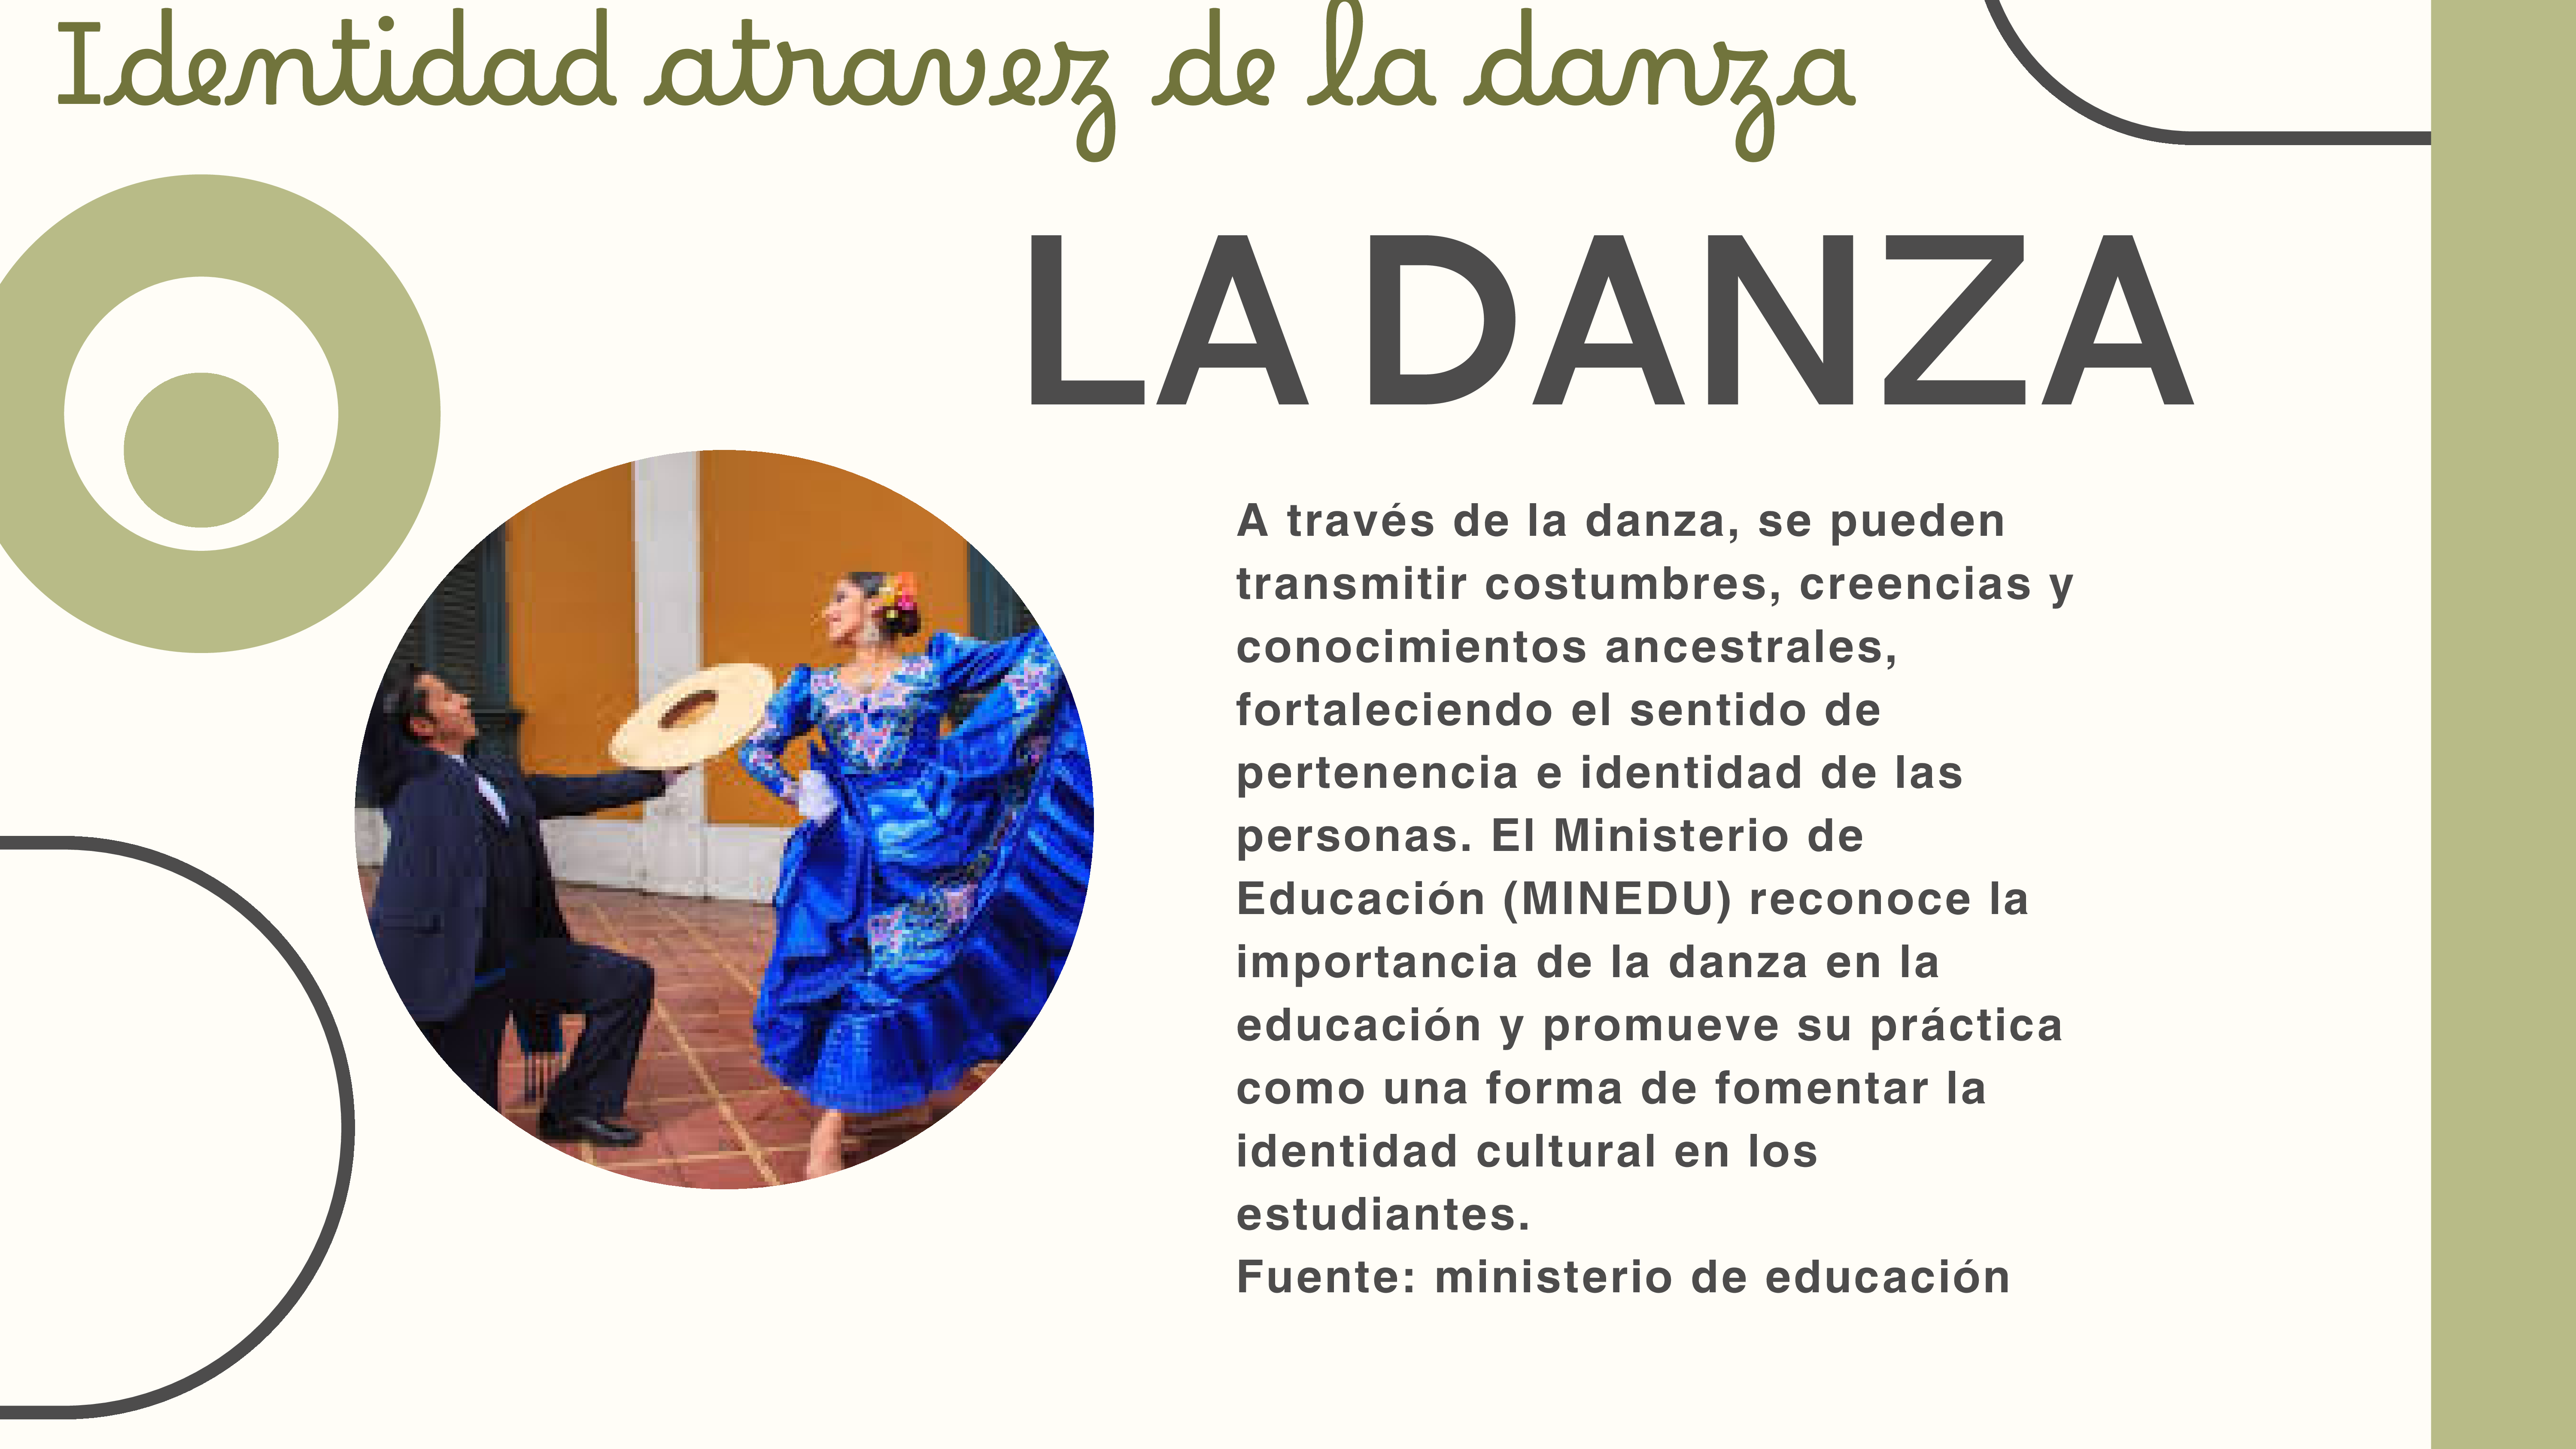 Identidad atravez de la danza
LA DANZA
A través de la danza, se pueden
transmitir costumbres, creencias y
conocimientos ancestrales,
fortaleciendo el sentido de
pertenencia e identidad de las
personas. El Ministerio de
Educación (MINEDU) reconoce la
importancia de la danza en la
educación y promueve su práctica
como una forma de fomentar la
identidad cultural en los
estudiantes.
Fuente: ministerio de educación